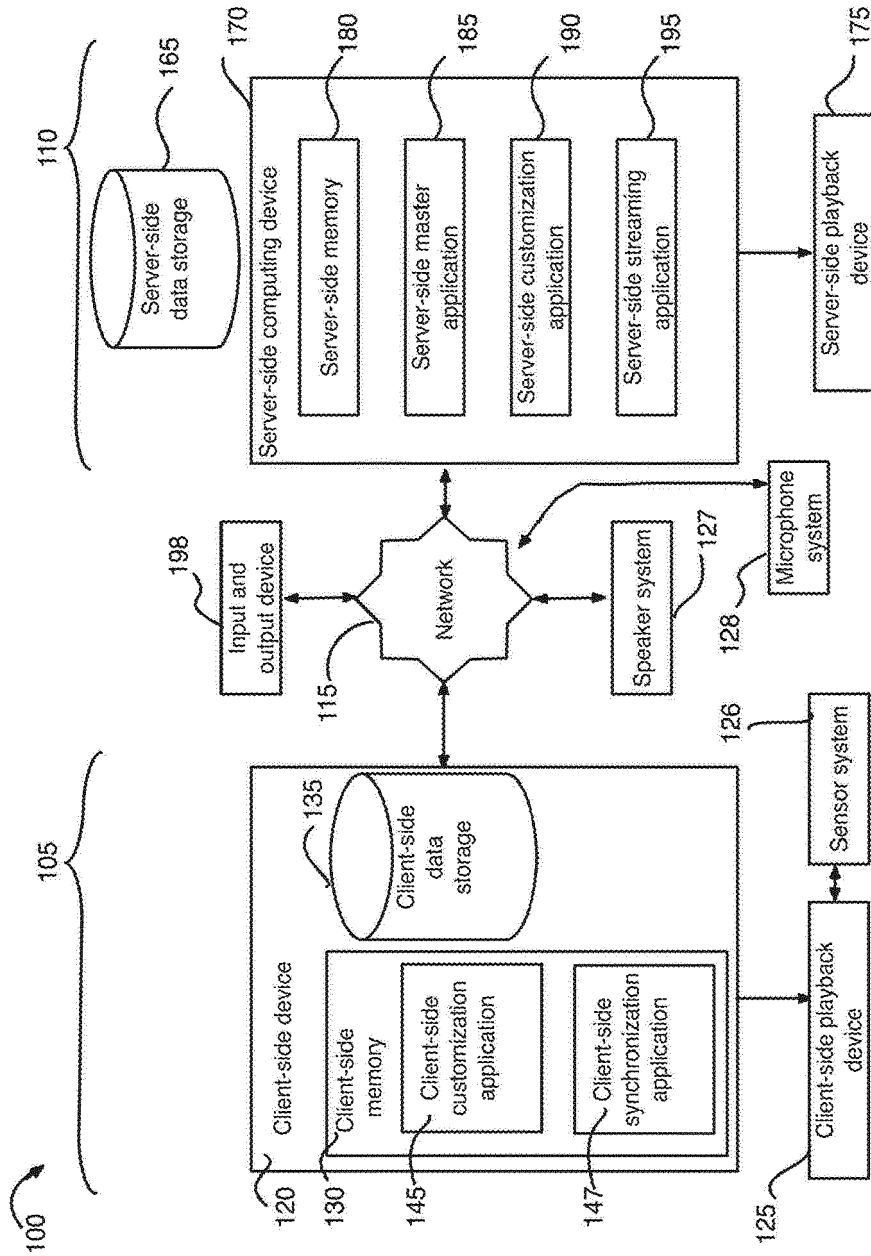 100
105
110
120
Client-side device
130
Client-side
memory
145
Client-side
customization
application
147
Client-side
synchronization
application
135
Client-side
data
storage
125
Client-side playback
device
126
Sensor system
198
Input and
output device
115
Network
Speaker system
127
128
Microphone
system
Server-side
data storage
165
170
Server-side computing device
Server-side memory
180
Server-side master
application
185
Server-side customization
application
190
Server-side streaming
application
195
Server-side playback
device
175